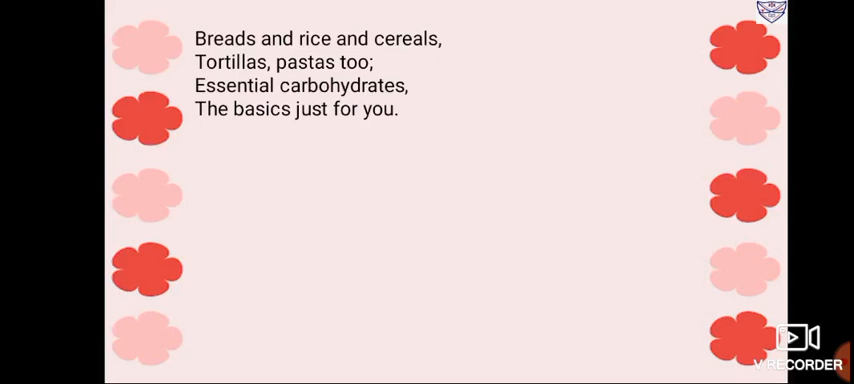 Breads and rice and cereals,
Tortillas, pastas too;
Essential carbohydrates,
The basics just for you.
V RECORDER